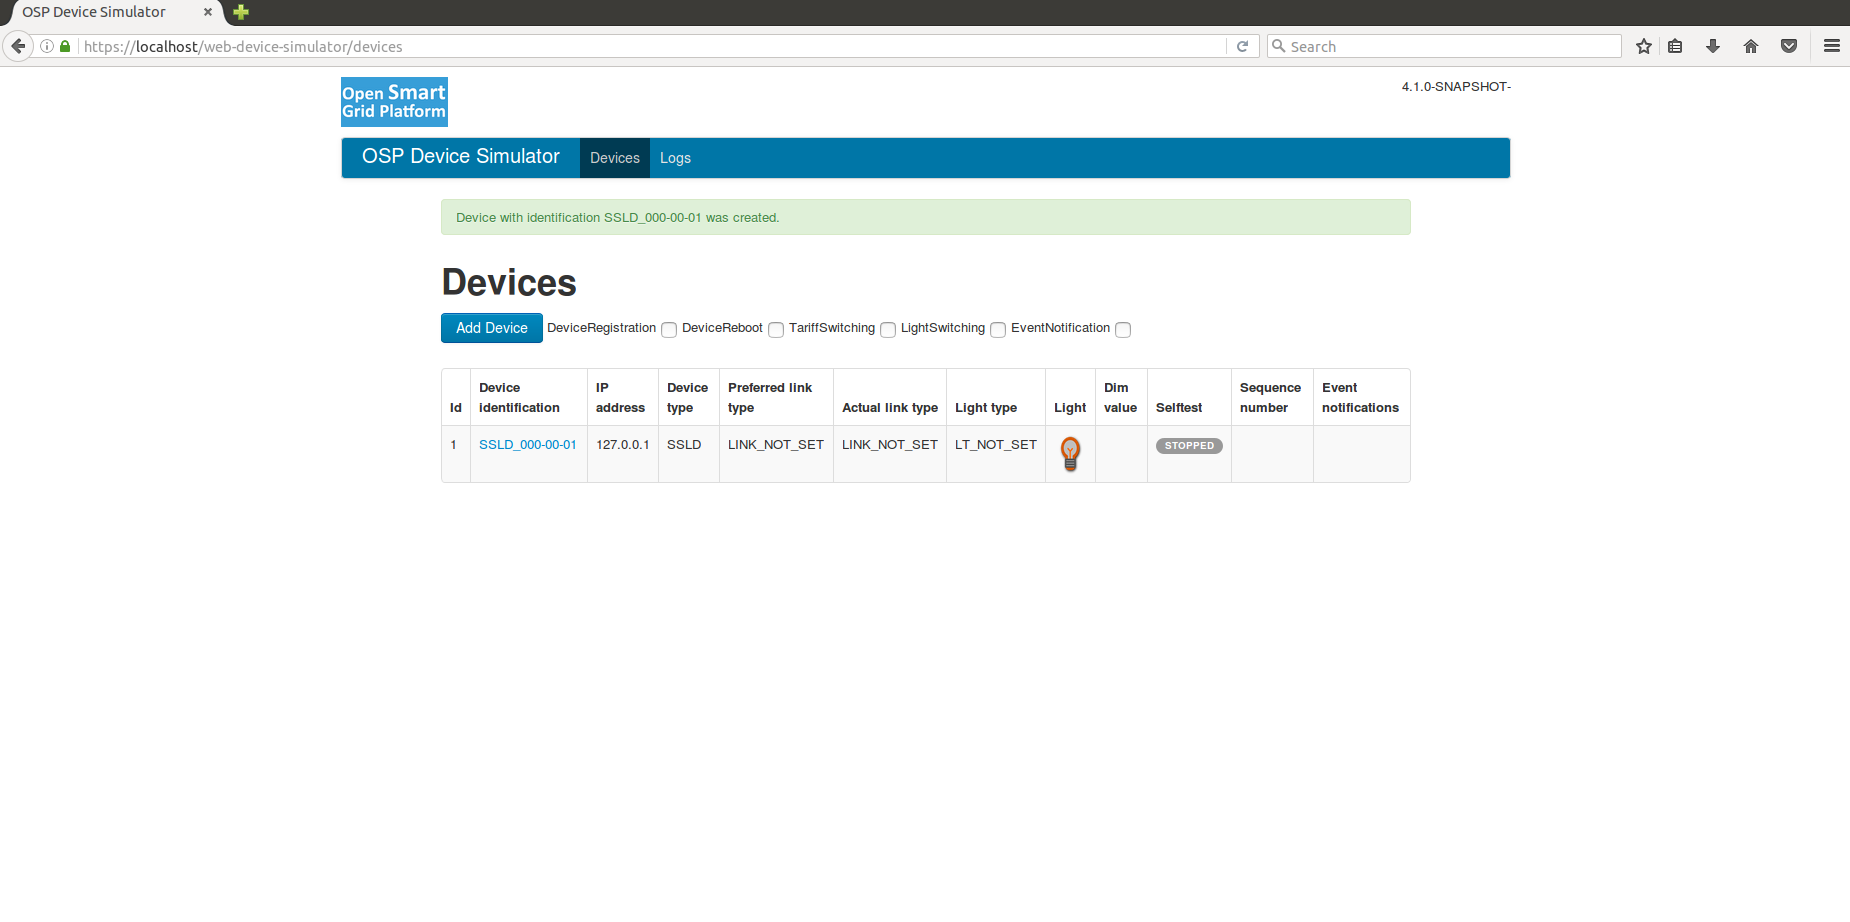 OSP Device Simulator
https://localhost/web-device-simulator/devices
Search
Open Smart
Grid Platform
4.1.0-SNAPSHOT-
OSP Device Simulator Devices Logs
Device with identification SSLD_000-00-01 was created.
Devices
Add Device DeviceRegistration DeviceReboot TariffSwitching LightSwitching EventNotification
Id Device identification IP address Device type Preferred link type Actual link type Light type Light Dim value Selftest Sequence number Event notifications
1 SSLD_000-00-01 127.0.0.1 SSLD LINK_NOT_SET LINK_NOT_SET LT_NOT_SET STOPPED